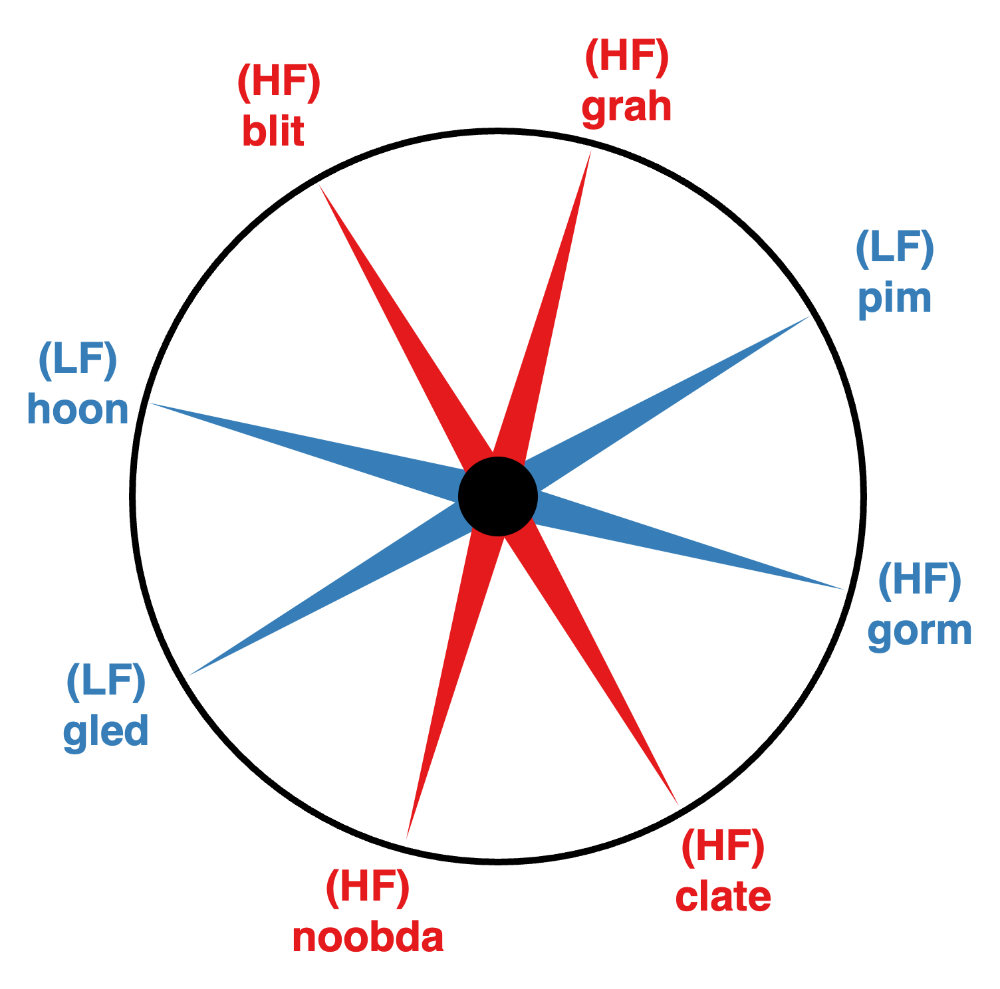 (HF)
grah
(HF)
blit
(LF)
pim
(LF)
hoon
(HF)
gorm
(LF)
gled
(HF)
clate
(HF)
noobda